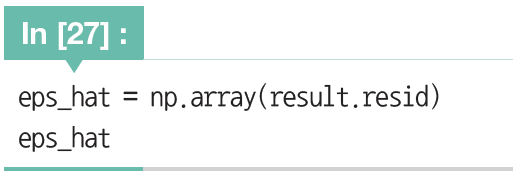 In [27] :
eps_hat = np.array(result.resid)
eps_hat